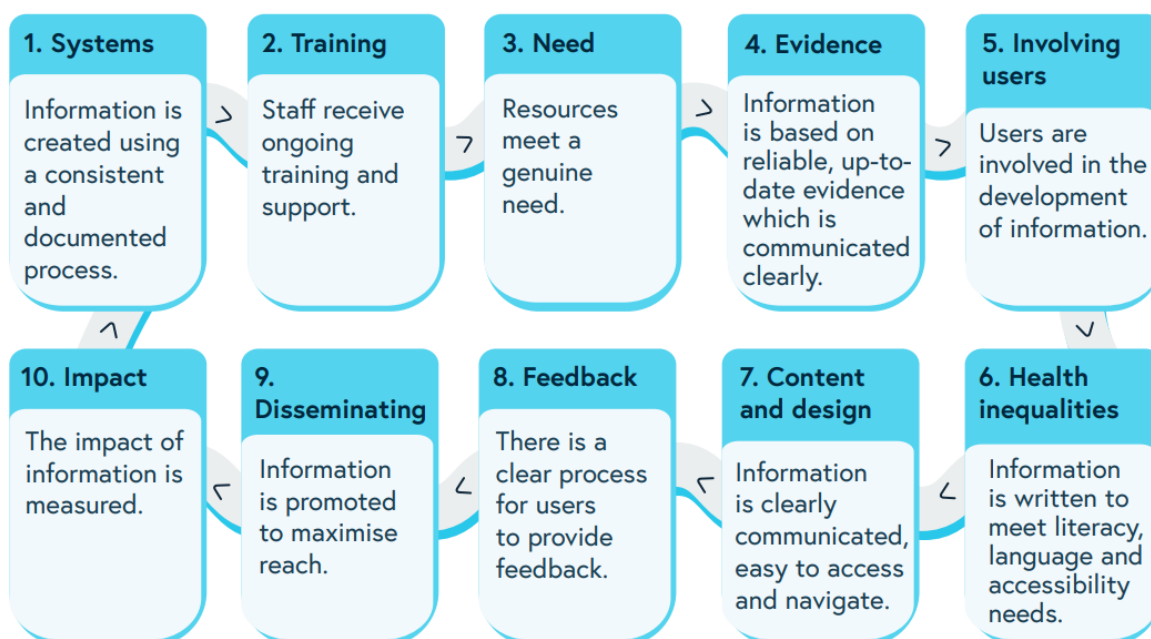 1. Systems
Information is
created using
a consistent
and
documented
process.
2. Training
Staff receive
ongoing
training and
support.
3. Need
Resources
meet a
genuine
need.
4. Evidence
Information
is based on
reliable, up-to-
date evidence
which is
communicated
clearly.
5. Involving
users
Users are
involved in the
development
of information.
6. Health
inequalities
Information
is written to
meet literacy,
language and
accessibility
needs.
7. Content
and design
Information
is clearly
communicated,
easy to access
and navigate.
8. Feedback
There is a
clear process
for users
to provide
feedback.
9.
Disseminating
Information
is promoted
to maximise
reach.
10. Impact
The impact of
information is
measured.